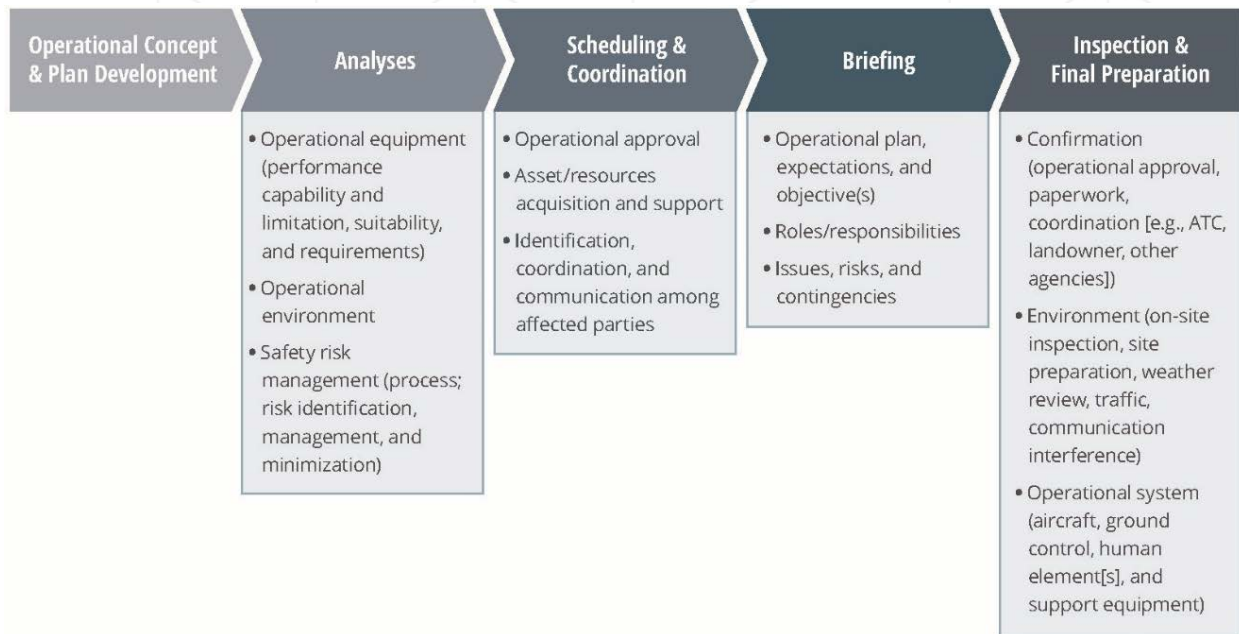 Operational Concept
& Plan Development
Analyses
• Operational equipment
(performance
capability and
limitation, suitability,
and requirements)
• Operational
environment
• Safety risk
management (process;
risk identification,
management, and
minimization)
Scheduling &
Coordination
• Operational approval
• Asset/resources
acquisition and support
• Identification,
coordination, and
communication among
affected parties
Briefing
• Operational plan,
expectations, and
objective(s)
• Roles/responsibilities
• Issues, risks, and
contingencies
Inspection &
Final Preparation
• Confirmation
(operational approval,
paperwork,
coordination [e.g., ATC,
landowner, other
agencies])
• Environment (on-site
inspection, site
preparation, weather
review, traffic,
communication
interference)
• Operational system
(aircraft, ground
control, human
element[s], and
support equipment)